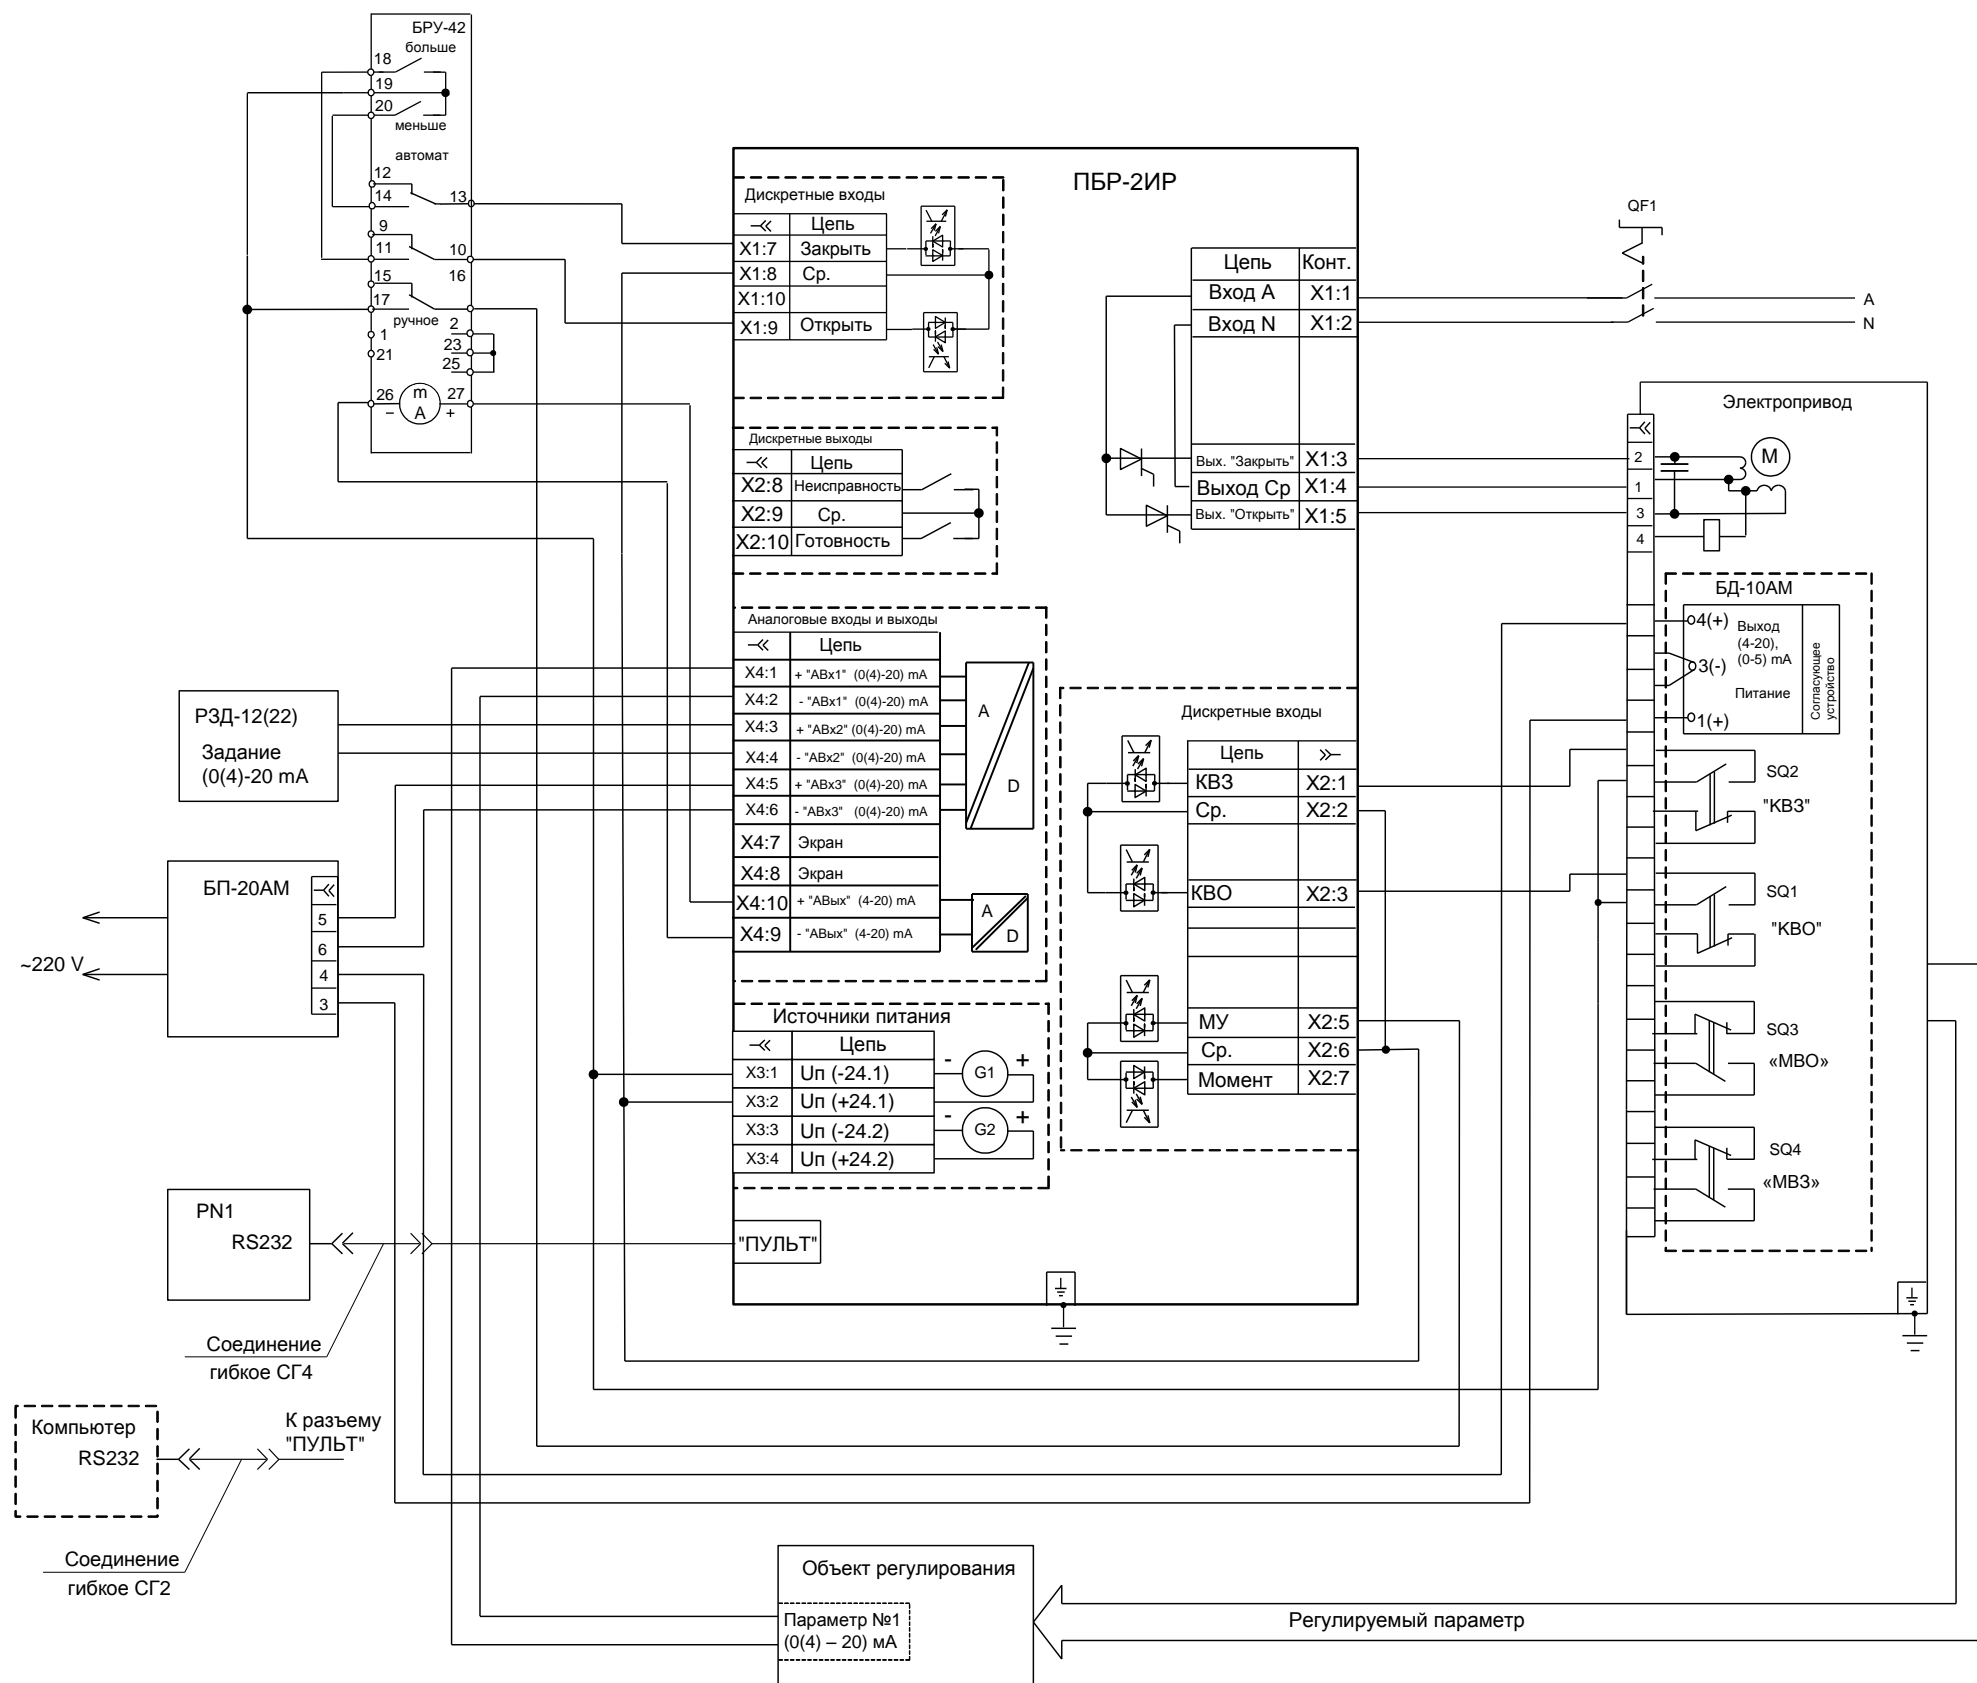 БРУ-42
больше
18
19
20
меньше
автомат
12
14
13
9
11
10
15
16
17
ручное
1
2
21
23
25
26
m
A
27
–
+
ПБР-2ИР
Дискретные входы
Цепь
X1:7 Закрыть
X1:8 Ср.
X1:10
X1:9 Открыть
Дискретные выходы
Цепь
X2:8 Неисправность
X2:9 Ср.
X2:10 Готовность
Аналоговые входы и выходы
Цепь
X4:1 + "АВх1" (0(4)-20) mA
X4:2 - "АВх1" (0(4)-20) mA
X4:3 + "АВх2" (0(4)-20) mA
X4:4 - "АВх2" (0(4)-20) mA
X4:5 + "АВх3" (0(4)-20) mA
X4:6 - "АВх3" (0(4)-20) mA
X4:7 Экран
X4:8 Экран
X4:10 + "АВых" (4-20) mA
X4:9 - "АВых" (4-20) mA
A
D
A
D
Источники питания
Цепь
X3:1 Uп (-24.1)
X3:2 Uп (+24.1)
X3:3 Uп (-24.2)
X3:4 Uп (+24.2)
- G1 +
- G2 +
"ПУЛЬТ"
Цепь Конт.
Вход А X1:1
Вход N X1:2
Вых. "Закрыть" X1:3
Выход Ср X1:4
Вых. "Открыть" X1:5
Дискретные входы
Цепь
КВЗ X2:1
Ср. X2:2
КВО X2:3
МУ X2:5
Ср. X2:6
Момент X2:7
QF1
A
N
Электропривод
2
1
3
4
M
БД-10АМ
4(+)
Выход
(4-20),
(0-5) mA
3(-)
Питание
1(+)
Согласующее
устройство
SQ2
"КВЗ"
SQ1
"КВО"
SQ3
«МВО»
SQ4
«МВЗ»
РЗД-12(22)
Задание
(0(4)-20 mA
БП-20АМ
5
6
4
3
~220 V
PN1
RS232
Соединение
гибкое СГ4
Компьютер
RS232
К разъему
"ПУЛЬТ"
Соединение
гибкое СГ2
Объект регулирования
Параметр №1
(0(4) – 20) мА
Регулируемый параметр